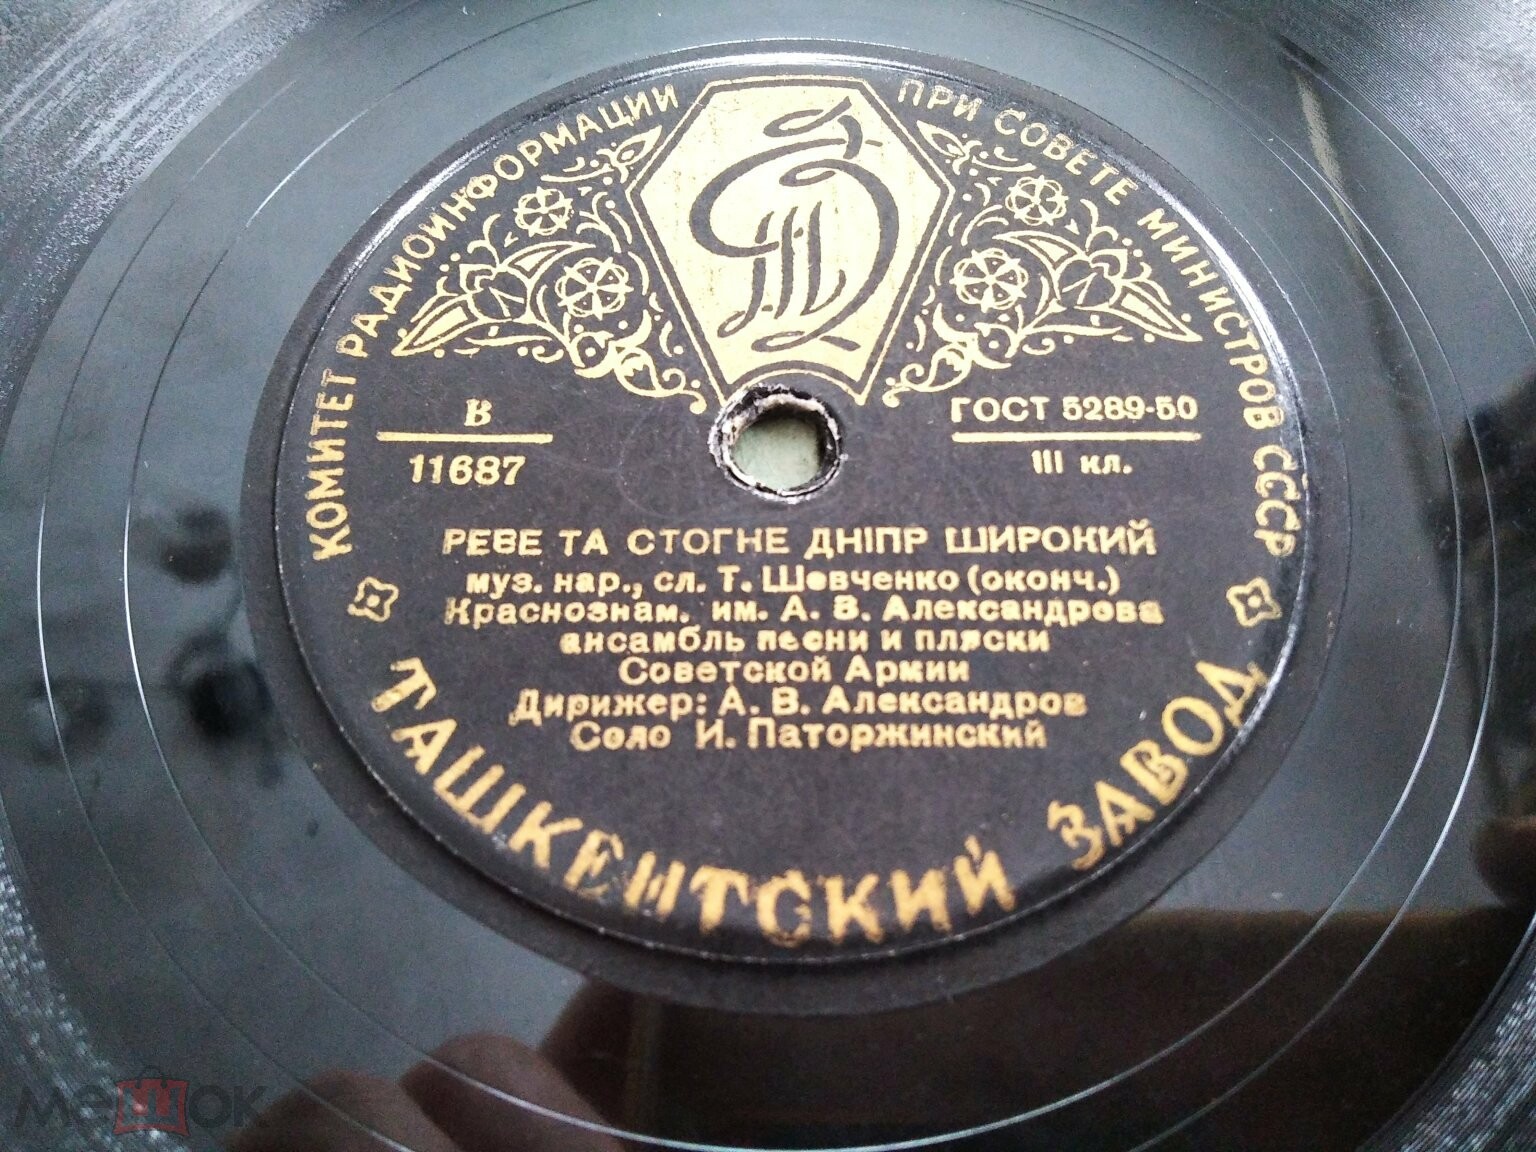 КОМИТЕТ РАДИОИНФОРМАЦИИ ПРИ СОВЕТЕ МИНИСТРОВ СССР
В
11687
ГОСТ 5289-50
III кл.
РЕВЕ ТА СТОГНЕ ДНІПР ШИРОКИЙ
муз. нар., сл. Т. Шевченко (оконч.)
Краснознам. им. А. В. Александрова
ансамбль песни и пляски
Советской Армии
Дирижер: А. В. Александров
Соло И. Паторжинский
ТАШКЕНТСКИЙ ЗАВОД
мешок